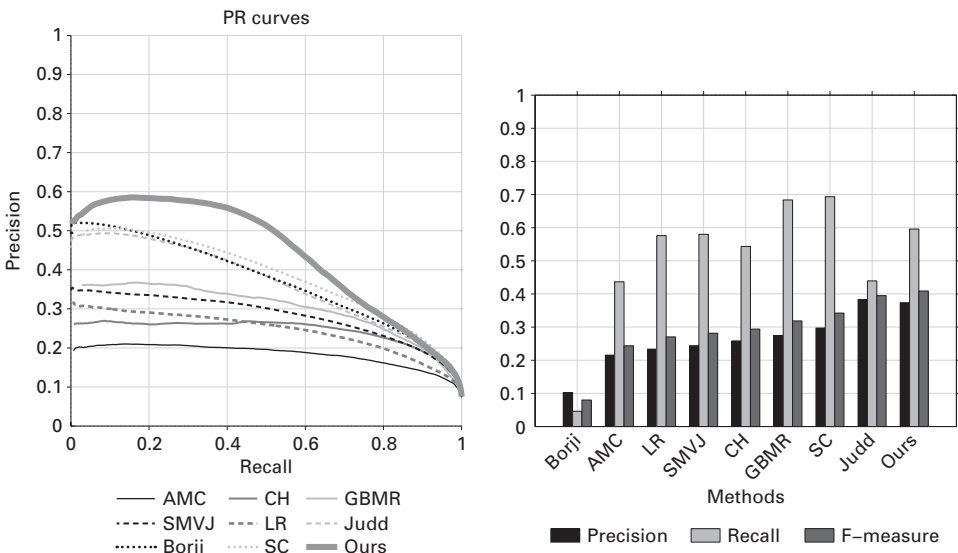 PR curves
1
0.9
0.8
0.7
0.6
0.5
0.4
0.3
0.2
0.1
0
Precision
0 0.2 0.4 0.6 0.8 1
Recall
AMC CH GBMR
SMVJ LR Judd
Borji SC Ours
1
0.9
0.8
0.7
0.6
0.5
0.4
0.3
0.2
0.1
0
Borji AMC LR SMVJ CH GBMR SC Judd Ours
Methods
Precision Recall F–measure